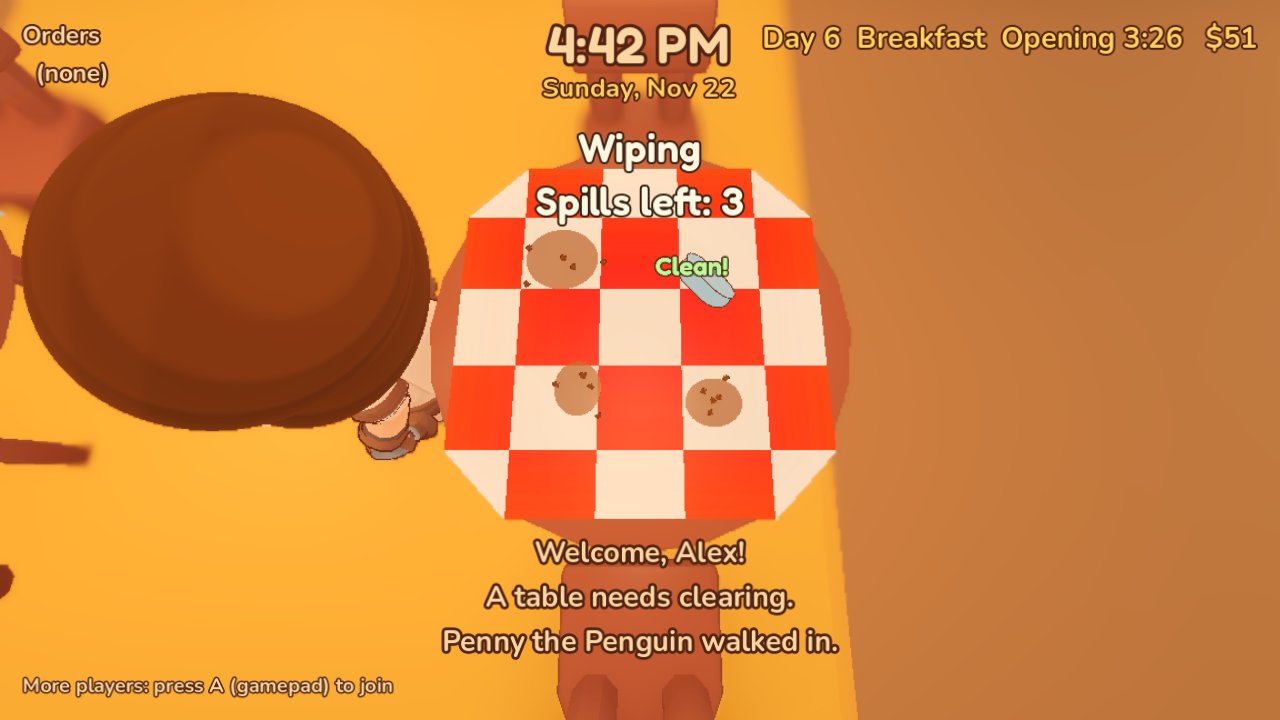 Orders
(none)
4:42 PM
Sunday, Nov 22
Day 6 Breakfast Opening 3:26 $51
Wiping
Spills left: 3
Clean!
Welcome, Alex!
A table needs clearing.
Penny the Penguin walked in.
More players: press A (gamepad) to join